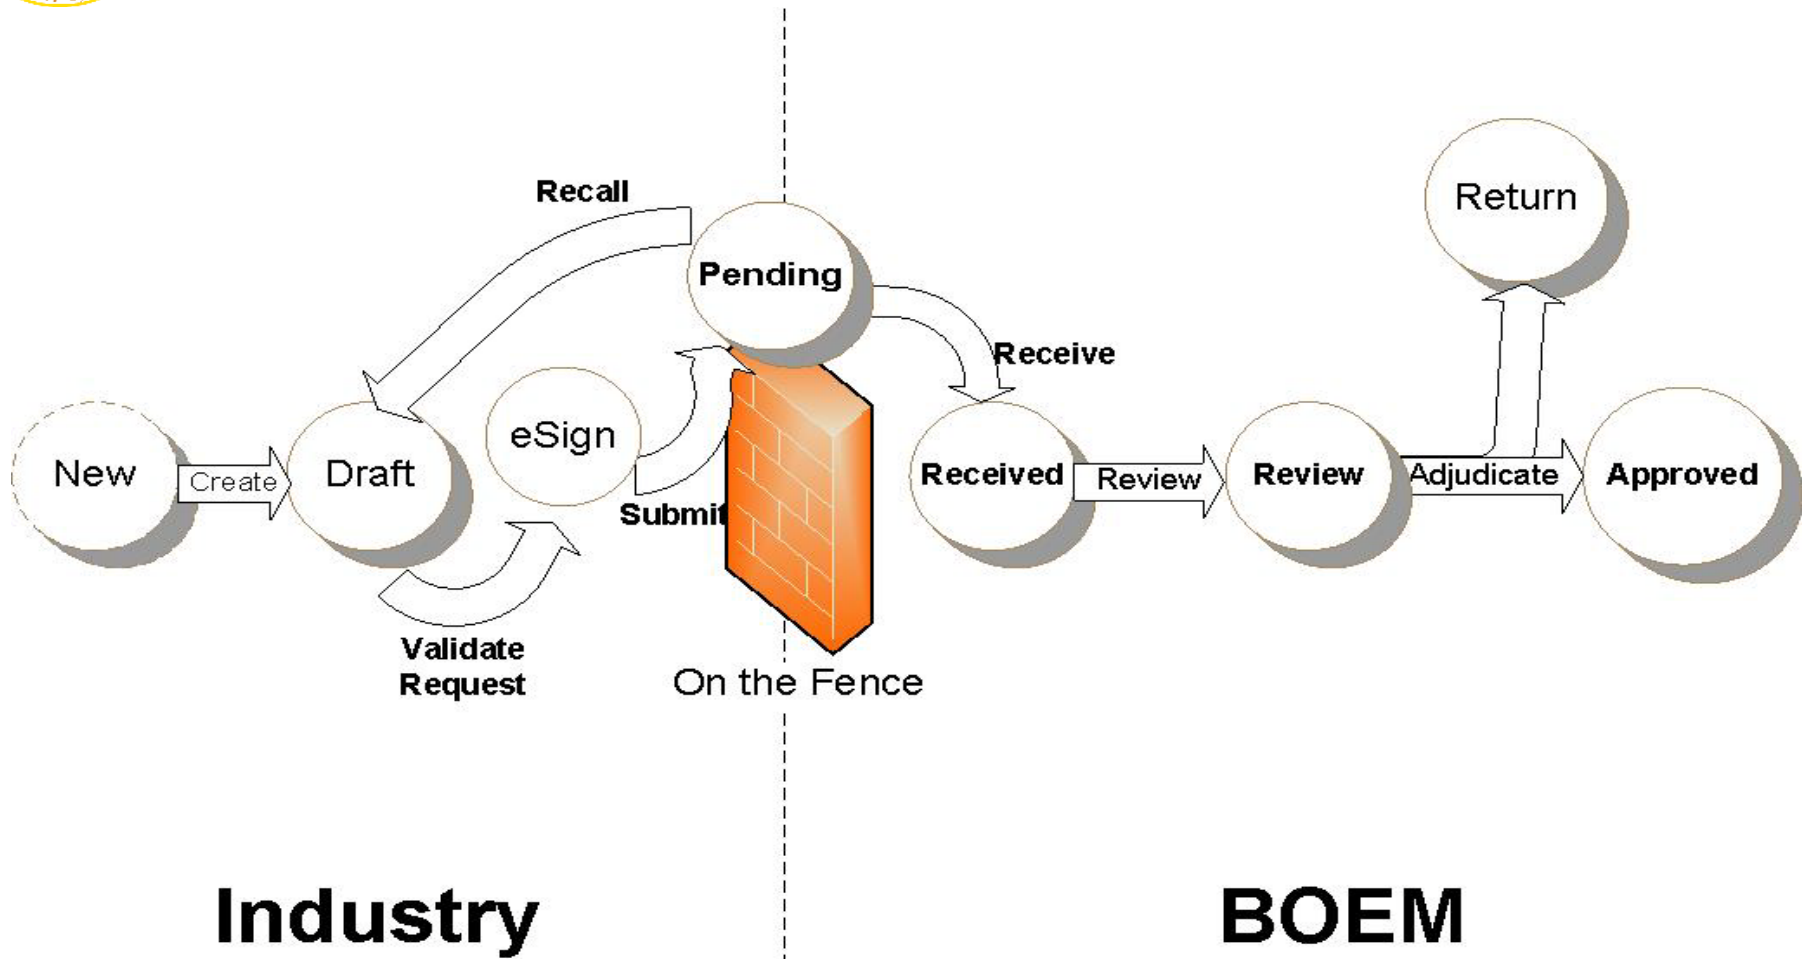 Recall
Return
Pending
Receive
eSign
New
Create
Draft
Submit
Received
Review
Review
Adjudicate
Approved
Validate
Request
On the Fence
Industry
BOEM